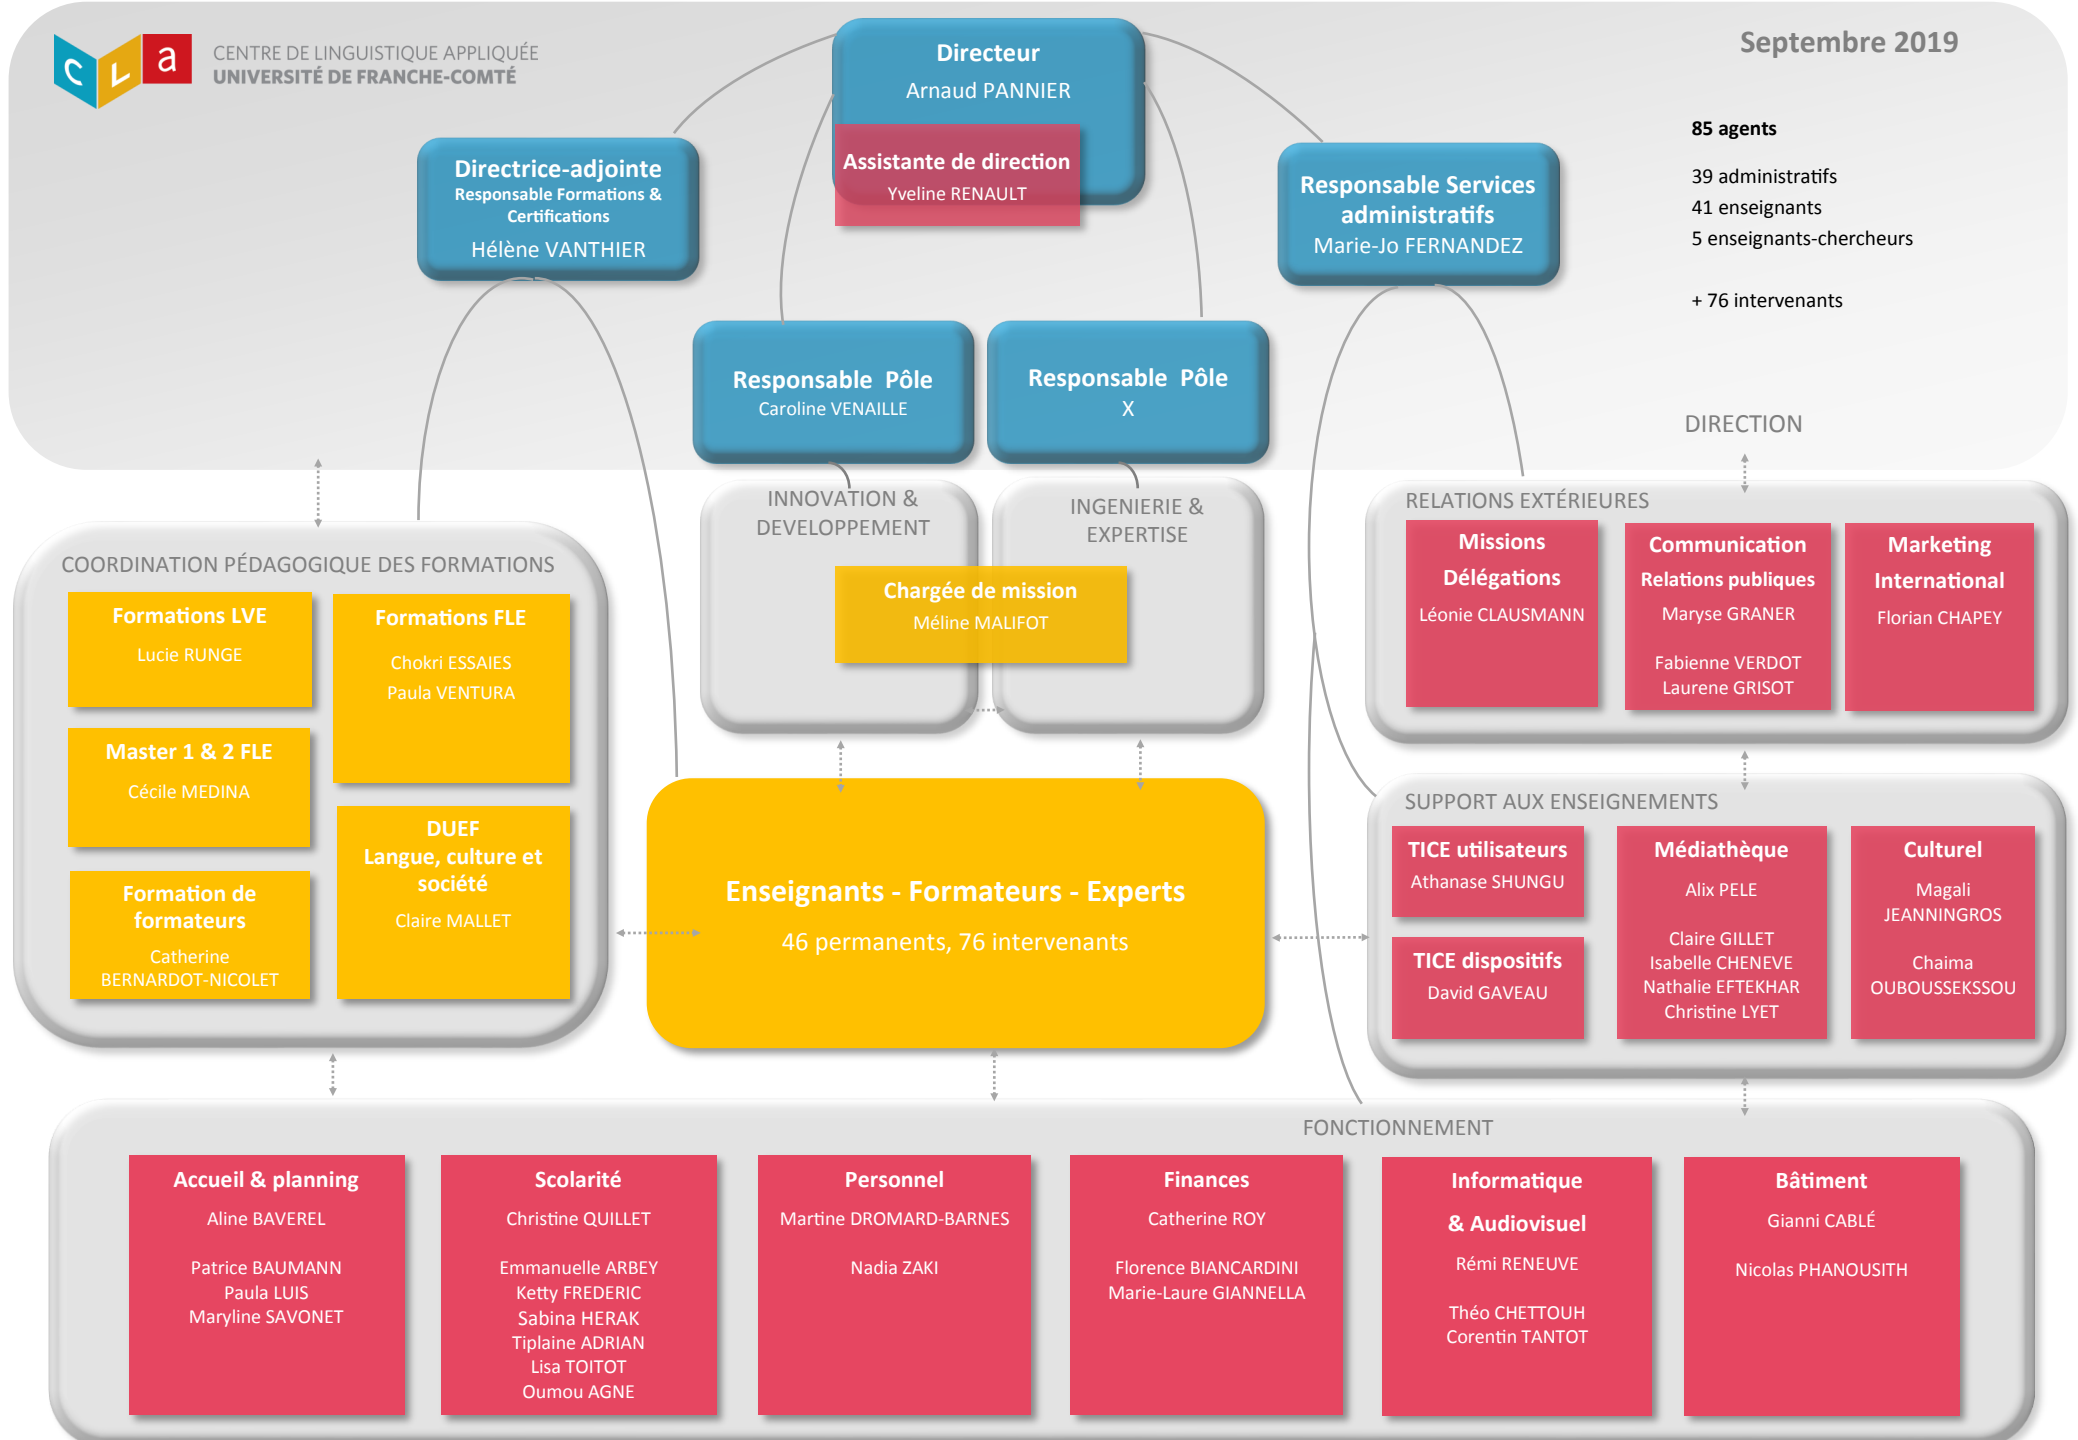 CLa
CENTRE DE LINGUISTIQUE APPLIQUÉE
UNIVERSITÉ DE FRANCHE-COMTÉ
Septembre 2019
85 agents
39 administratifs
41 enseignants
5 enseignants-chercheurs
+ 76 intervenants
Directeur
Arnaud PANNIER
Assistante de direction
Yveline RENAULT
Directrice-adjointe
Responsable Formations &
Certifications
Hélène VANTHIER
Responsable Services
administratifs
Marie-Jo FERNANDEZ
Responsable Pôle
Caroline VENAILLE
Responsable Pôle
X
DIRECTION
INNOVATION &
DEVELOPPEMENT
INGENIERIE &
EXPERTISE
Chargée de mission
Méline MALIFOT
COORDINATION PÉDAGOGIQUE DES FORMATIONS
Formations LVE
Lucie RUNGE
Formations FLE
Chokri ESSAIES
Paula VENTURA
Master 1 & 2 FLE
Cécile MEDINA
DUEF
Langue, culture et
société
Claire MALLET
Formation de
formateurs
Catherine
BERNARDOT-NICOLET
Enseignants - Formateurs - Experts
46 permanents, 76 intervenants
RELATIONS EXTÉRIEURES
Missions
Délégations
Léonie CLAUSMANN
Communication
Relations publiques
Maryse GRANER
Fabienne VERDOT
Laurene GRISOT
Marketing
International
Florian CHAPEY
SUPPORT AUX ENSEIGNEMENTS
TICE utilisateurs
Athanase SHUNGU
TICE dispositifs
David GAVEAU
Médiathèque
Alix PELE
Claire GILLET
Isabelle CHENEVE
Nathalie EFTEKHAR
Christine LYET
Culturel
Magali
JEANNINGROS
Chaima
OUBOUSSEKSSOU
FONCTIONNEMENT
Accueil & planning
Aline BAVEREL
Patrice BAUMANN
Paula LUIS
Maryline SAVONET
Scolarité
Christine QUILLET
Emmanuelle ARBEY
Ketty FREDERIC
Sabina HERAK
Tiplaine ADRIAN
Lisa TOITOT
Oumou AGNE
Personnel
Martine DROMARD-BARNES
Nadia ZAKI
Finances
Catherine ROY
Florence BIANCARDINI
Marie-Laure GIANNELLA
Informatique
& Audiovisuel
Rémi RENEUVE
Théo CHETTOUH
Corentin TANTOT
Bâtiment
Gianni CABLÉ
Nicolas PHANOUSITH